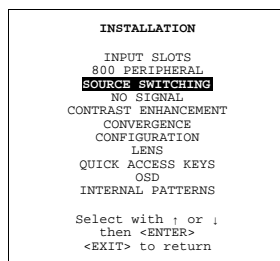 INSTALLATION
INPUT SLOTS
800 PERIPHERAL
SOURCE SWITCHING
NO SIGNAL
CONTRAST ENHANCEMENT
CONVERGENCE
CONFIGURATION
LENS
QUICK ACCESS KEYS
OSD
INTERNAL PATTERNS
Select with ↑ or ↓
then <ENTER>
<EXIT> to return